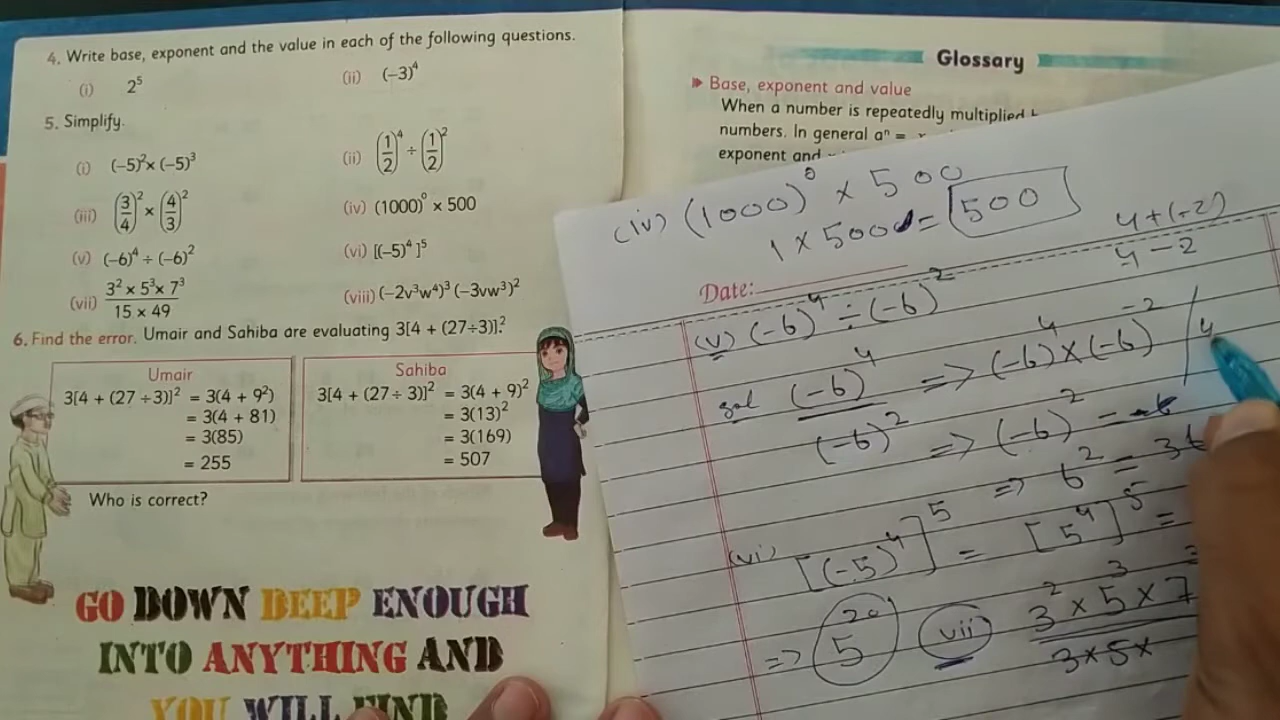 4. Write base, exponent and the value in each of the following questions.
(i) 2⁵ (ii) (−3)⁴
5. Simplify.
(i) (−5)²×(−5)³ (ii) (1/2)⁴ ÷ (1/2)²
(iii) (3/4)² × (4/3)² (iv) (1000)⁰ × 500
(v) (−6)⁴ ÷ (−6)² (vi) [(−5)⁴]⁵
(vii) 3² × 5³ × 7³ / 15 × 49 (viii) (−2v³w⁴)³ (−3vw³)²
6. Find the error. Umair and Sahiba are evaluating 3[4 + (27÷3)]².
Umair
3[4 + (27 ÷3)]² = 3(4 + 9²)
= 3(4 + 81)
= 3(85)
= 255
Sahiba
3[4 + (27÷ 3)]² = 3(4 + 9)²
= 3(13)²
= 3(169)
= 507
Who is correct?
GO DOWN DEEP ENOUGH
INTO ANYTHING AND
YOU WILL FIND
Glossary
Base, exponent and value
When a number is repeatedly multiplied
numbers. In general aⁿ =
exponent and
(iv) (1000)⁰ × 500
1 × 500 = 500
4+(-2)
4-2
Date:
(v) (-6)⁴ ÷ (-6)²
sol (-6)⁴ / (-6)² => (-6)⁴ × (-6)⁻² / 4
=> (-6)²
=> 6² = 36
(vi) [(-5)⁴]⁵ = [5⁴]⁵ =
=> 5²⁰
(vii) 3² × 5³ × 7³ / 3×5×